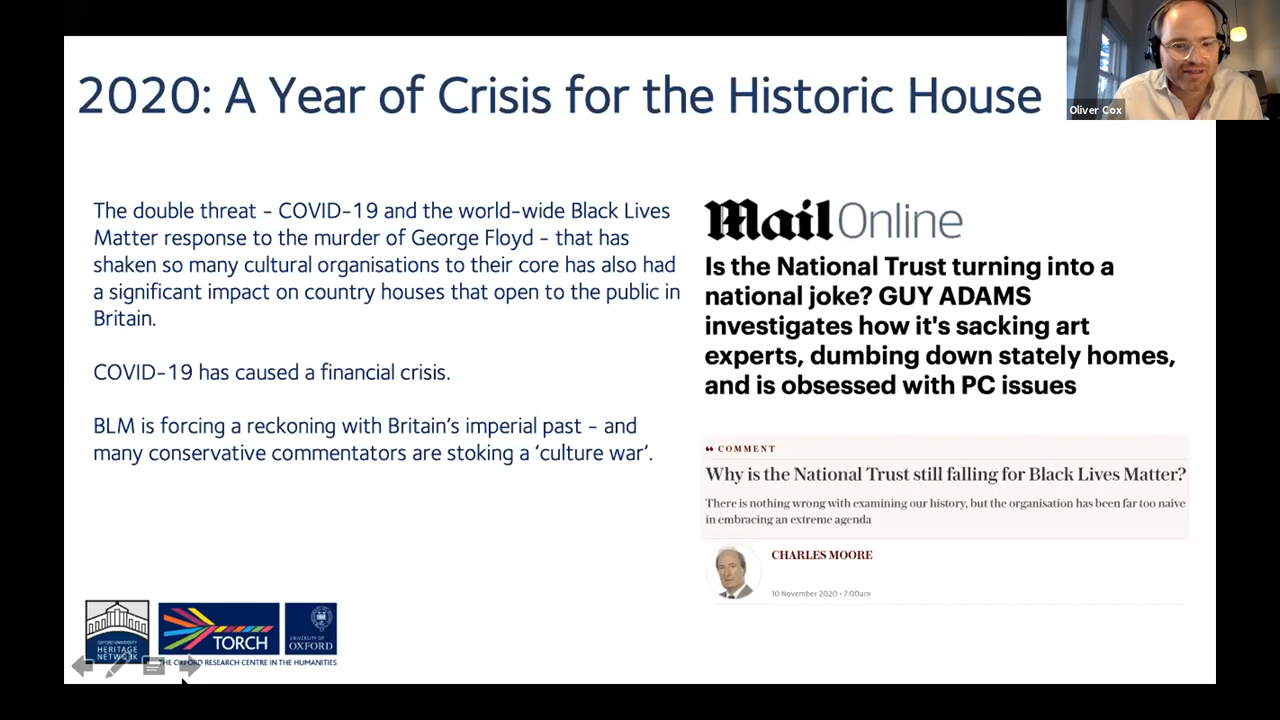 2020: A Year of Crisis for the Historic House
Oliver Cox
The double threat - COVID-19 and the world-wide Black Lives
Matter response to the murder of George Floyd - that has
shaken so many cultural organisations to their core has also had
a significant impact on country houses that open to the public in
Britain.
COVID-19 has caused a financial crisis.
BLM is forcing a reckoning with Britain's imperial past - and
many conservative commentators are stoking a 'culture war'.
Mail Online
Is the National Trust turning into a
national joke? GUY ADAMS
investigates how it's sacking art
experts, dumbing down stately homes,
and is obsessed with PC issues
❝ COMMENT
Why is the National Trust still falling for Black Lives Matter?
There is nothing wrong with examining our history, but the organisation has been far too naive
in embracing an extreme agenda
CHARLES MOORE
10 November 2020 • 7:00am
OXFORD UNIVERSITY
HERITAGE
NETWORK
TORCH
THE OXFORD RESEARCH CENTRE IN THE HUMANITIES
UNIVERSITY OF
OXFORD